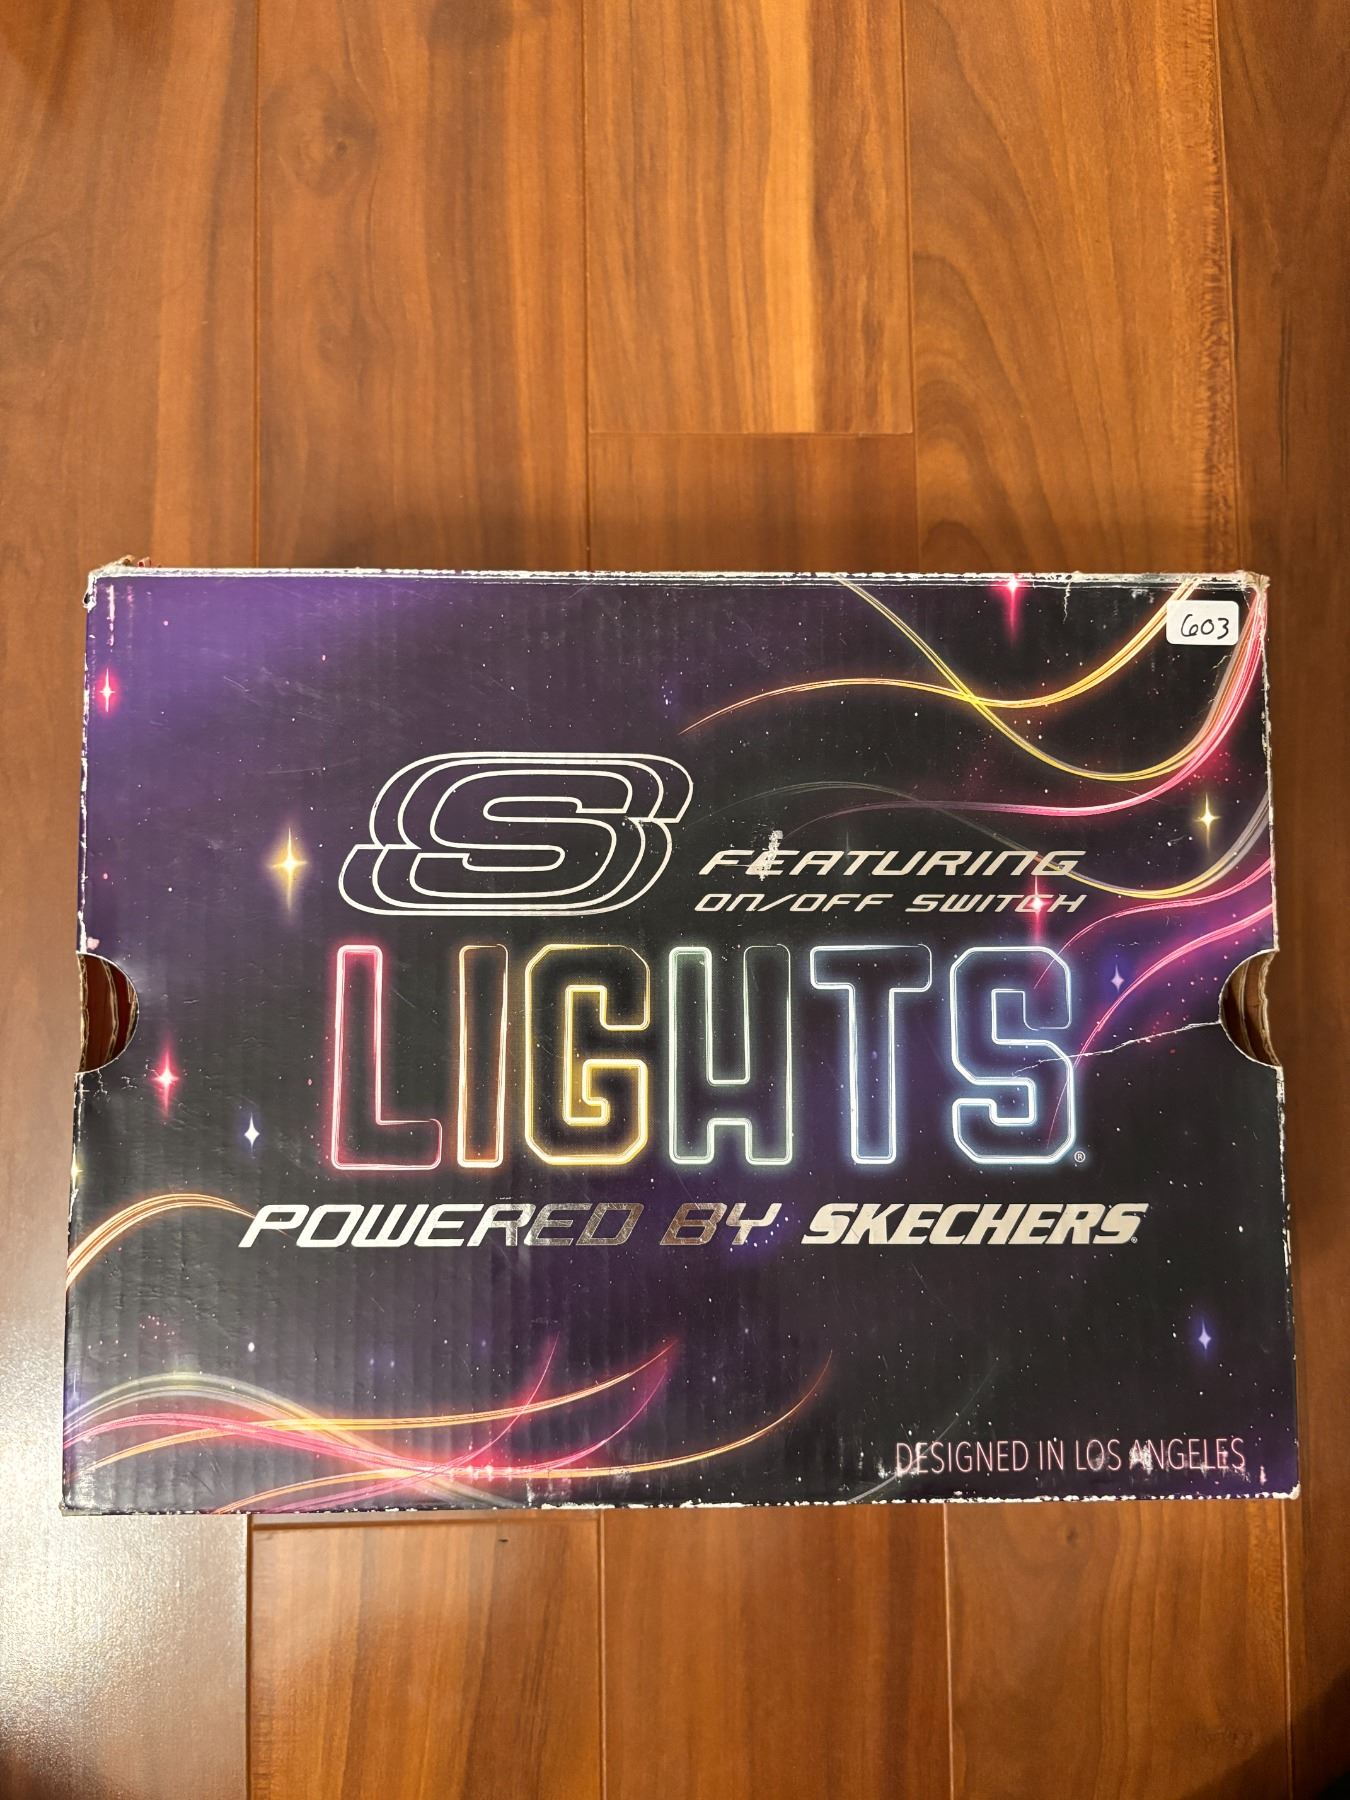 603
S FEATURING
ON/OFF SWITCH
LIGHTS®
POWERED BY SKECHERS®
DESIGNED IN LOS ANGELES